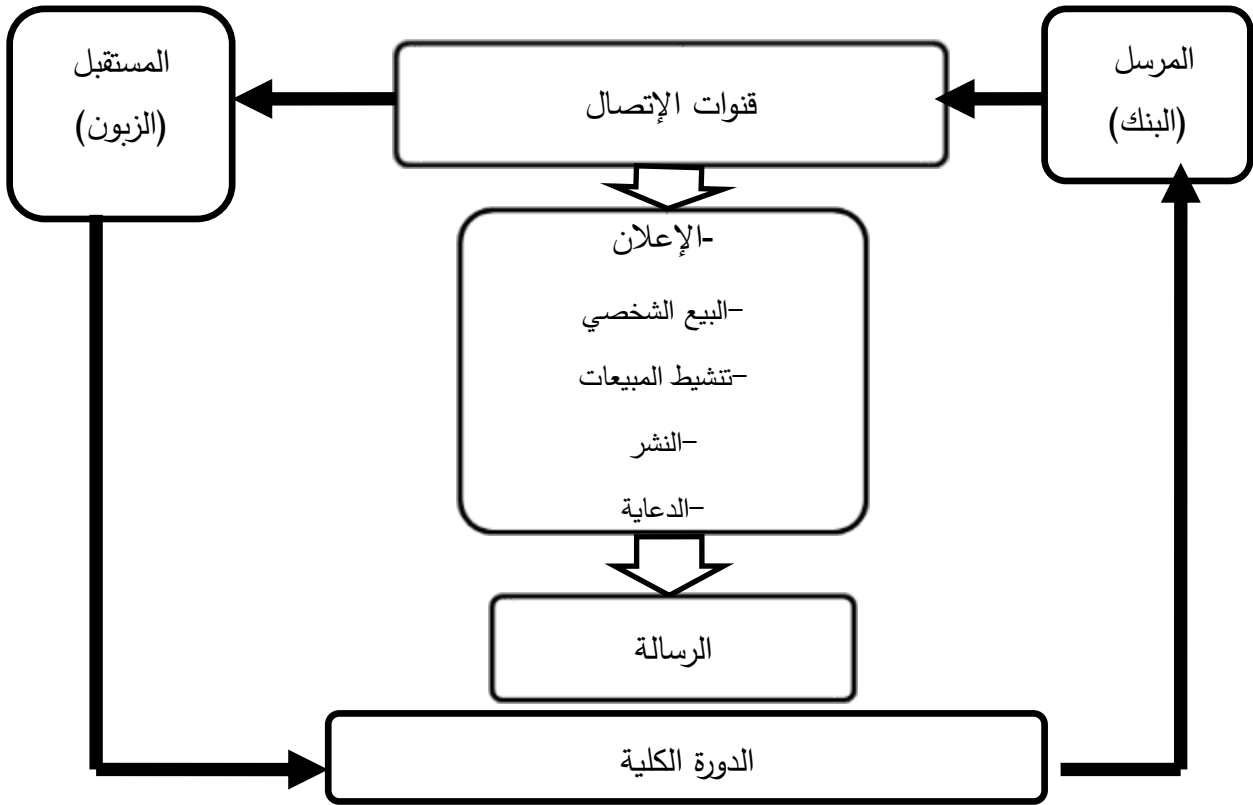 المرسل
(البنك)
قنوات الإتصال
المستقبل
(الزبون)
-الإعلان
-البيع الشخصي
-تنشيط المبيعات
-النشر
-الدعاية
الرسالة
الدورة الكلية